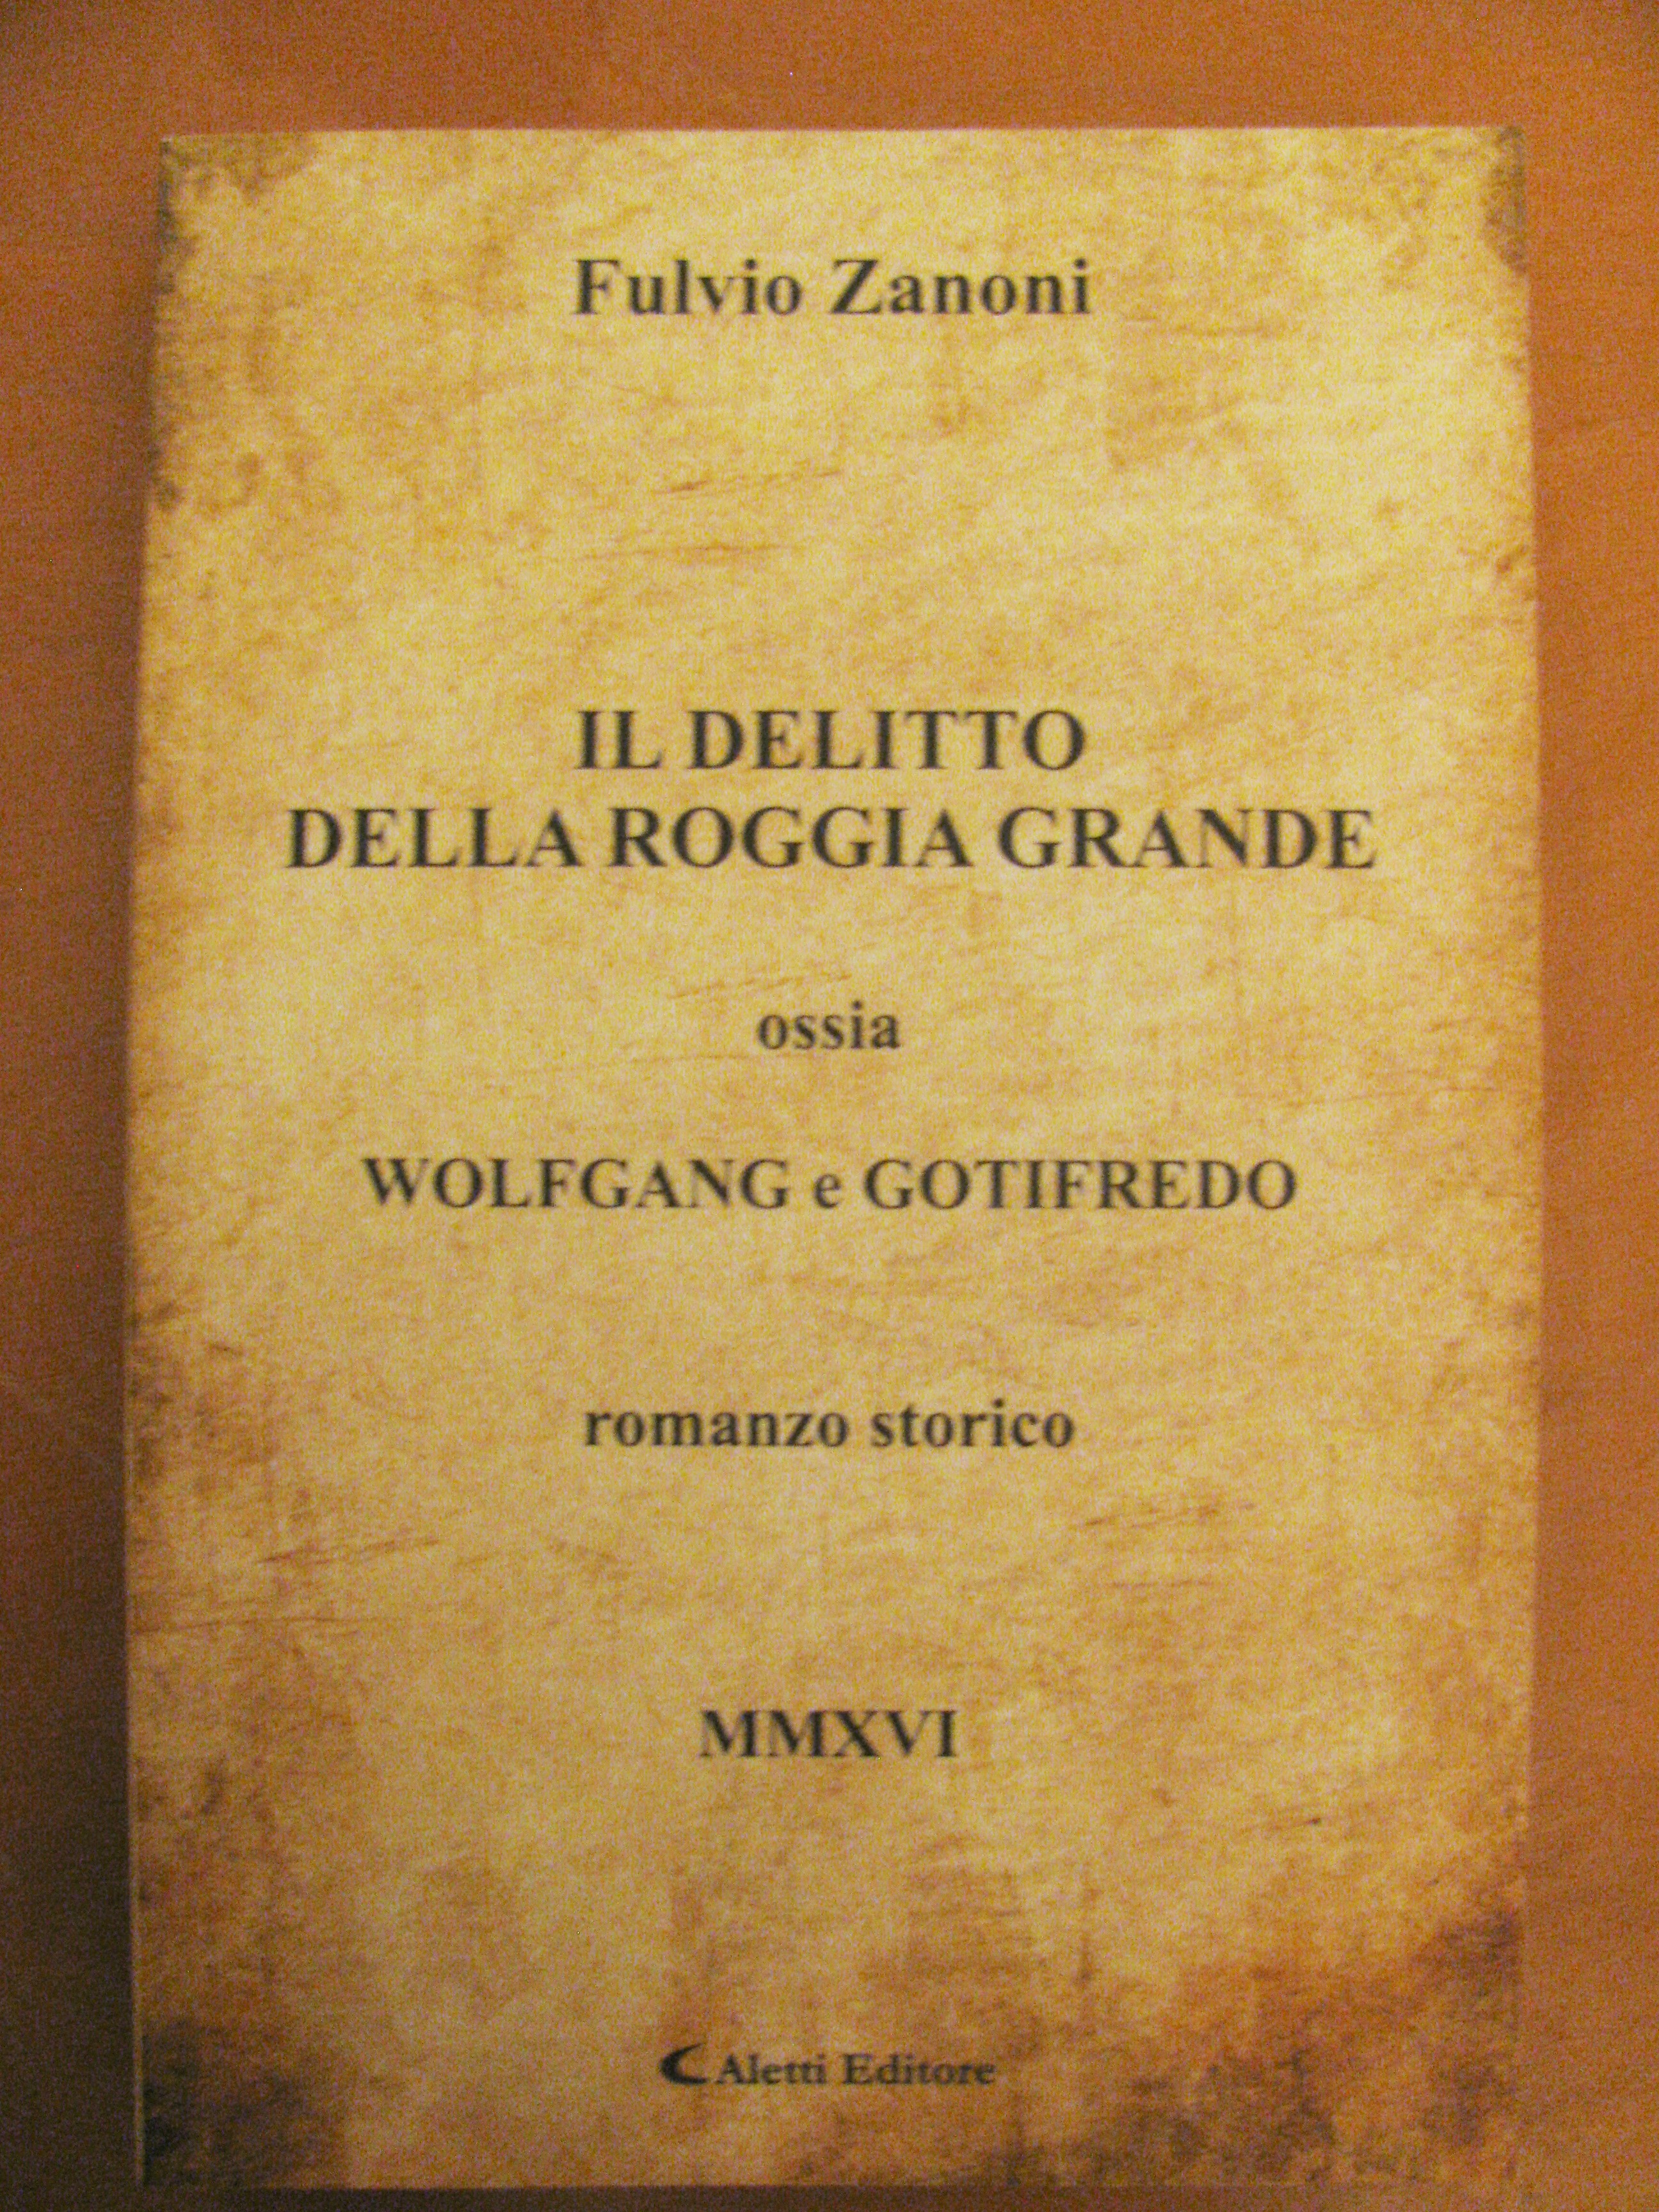 Fulvio Zanoni
IL DELITTO
DELLA ROGGIA GRANDE
ossia
WOLFGANG e GOTIFREDO
romanzo storico
MMXVI
Aletti Editore